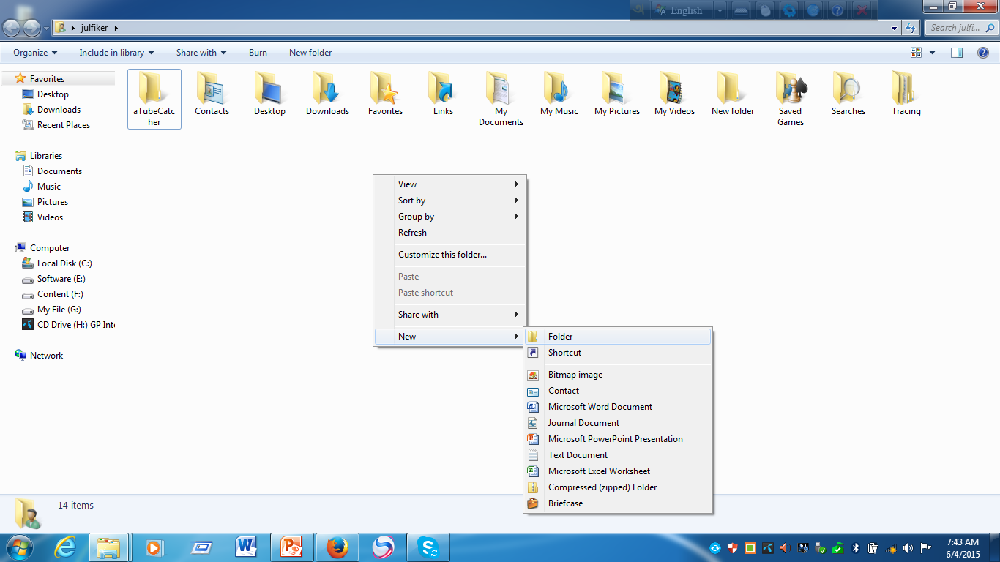 English
julfiker
Search julfi...
Organize
Include in library
Share with
Burn
New folder
Favorites
Desktop
Downloads
Recent Places
Libraries
Documents
Music
Pictures
Videos
Computer
Local Disk (C:)
Software (E:)
Content (F:)
My File (G:)
CD Drive (H:) GP Inte
Network
aTubeCatc
her
Contacts
Desktop
Downloads
Favorites
Links
My
Documents
My Music
My Pictures
My Videos
New folder
Saved
Games
Searches
Tracing
View
Sort by
Group by
Refresh
Customize this folder...
Paste
Paste shortcut
Share with
New
Folder
Shortcut
Bitmap image
Contact
Microsoft Word Document
Journal Document
Microsoft PowerPoint Presentation
Text Document
Microsoft Excel Worksheet
Compressed (zipped) Folder
Briefcase
14 items
7:43 AM
6/4/2015